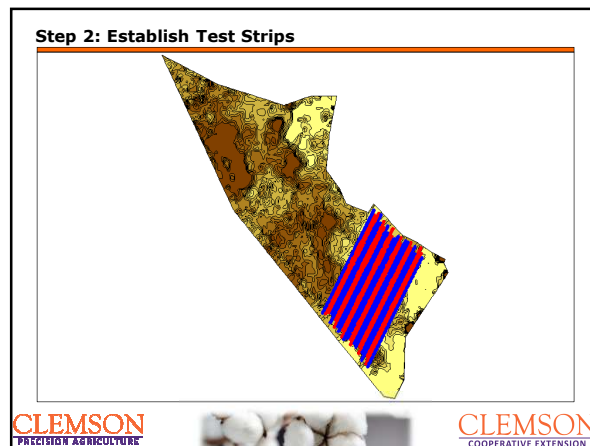 Step 2: Establish Test Strips
CLEMSON
PRECISION AGRICULTURE
CLEMSON
COOPERATIVE EXTENSION